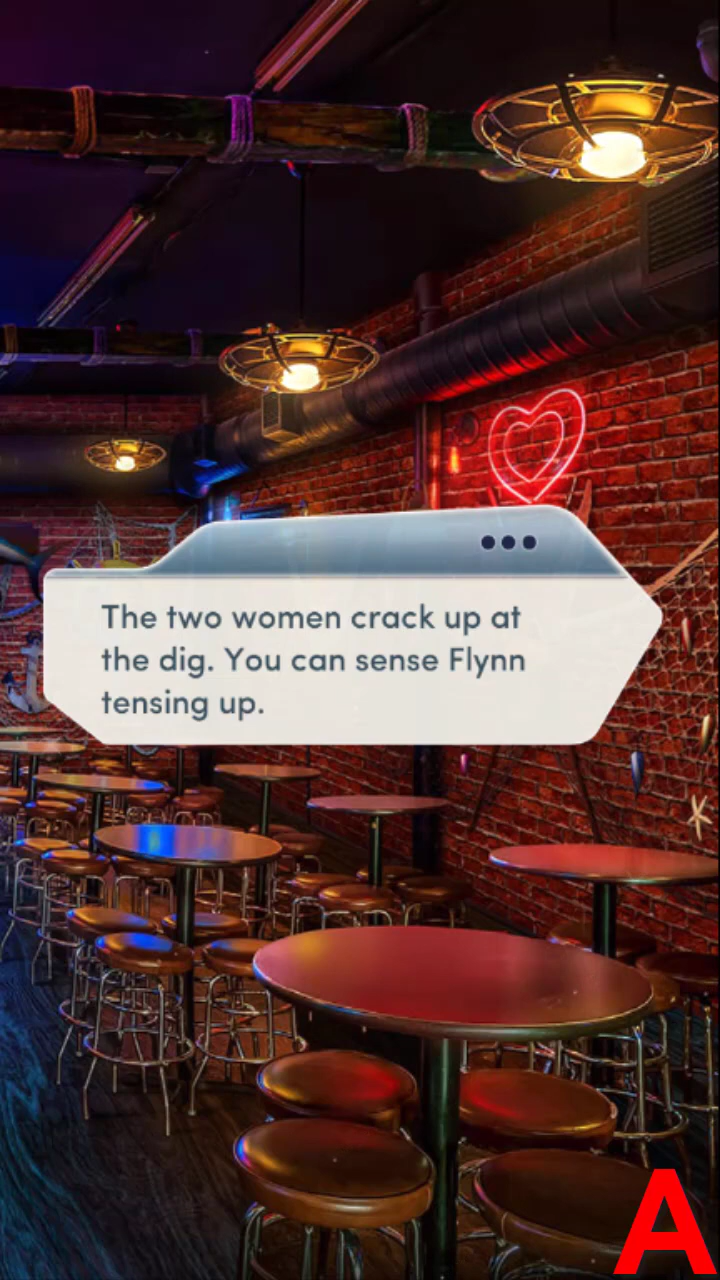 The two women crack up at
the dig. You can sense Flynn
tensing up.
A